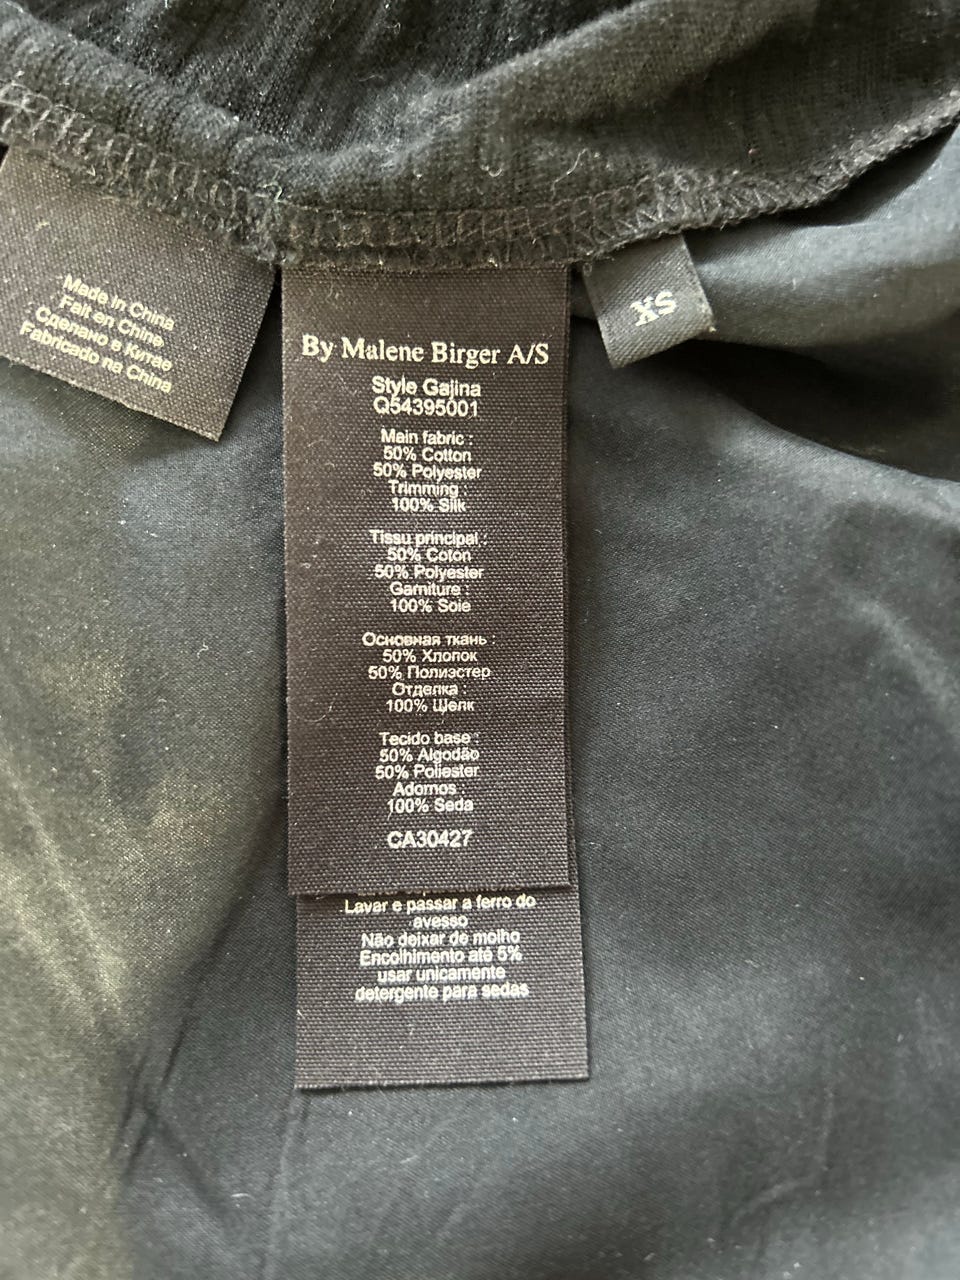 Made in China
Fait en Chine
Сделано в Китае
Fabricado na China
XS
By Malene Birger A/S
Style Gajina
Q54395001
Main fabric :
50% Cotton
50% Polyester
Trimming :
100% Silk
Tissu principal :
50% Coton
50% Polyester
Garniture :
100% Soie
Основная ткань :
50% Хлопок
50% Полиэстер
Отделка :
100% Шёлк
Tecido base :
50% Algodão
50% Poliester
Adornos :
100% Seda
CA30427
Lavar e passar a ferro do
avesso
Não deixar de molho
Encolhimento até 5%
usar unicamente
detergente para sedas